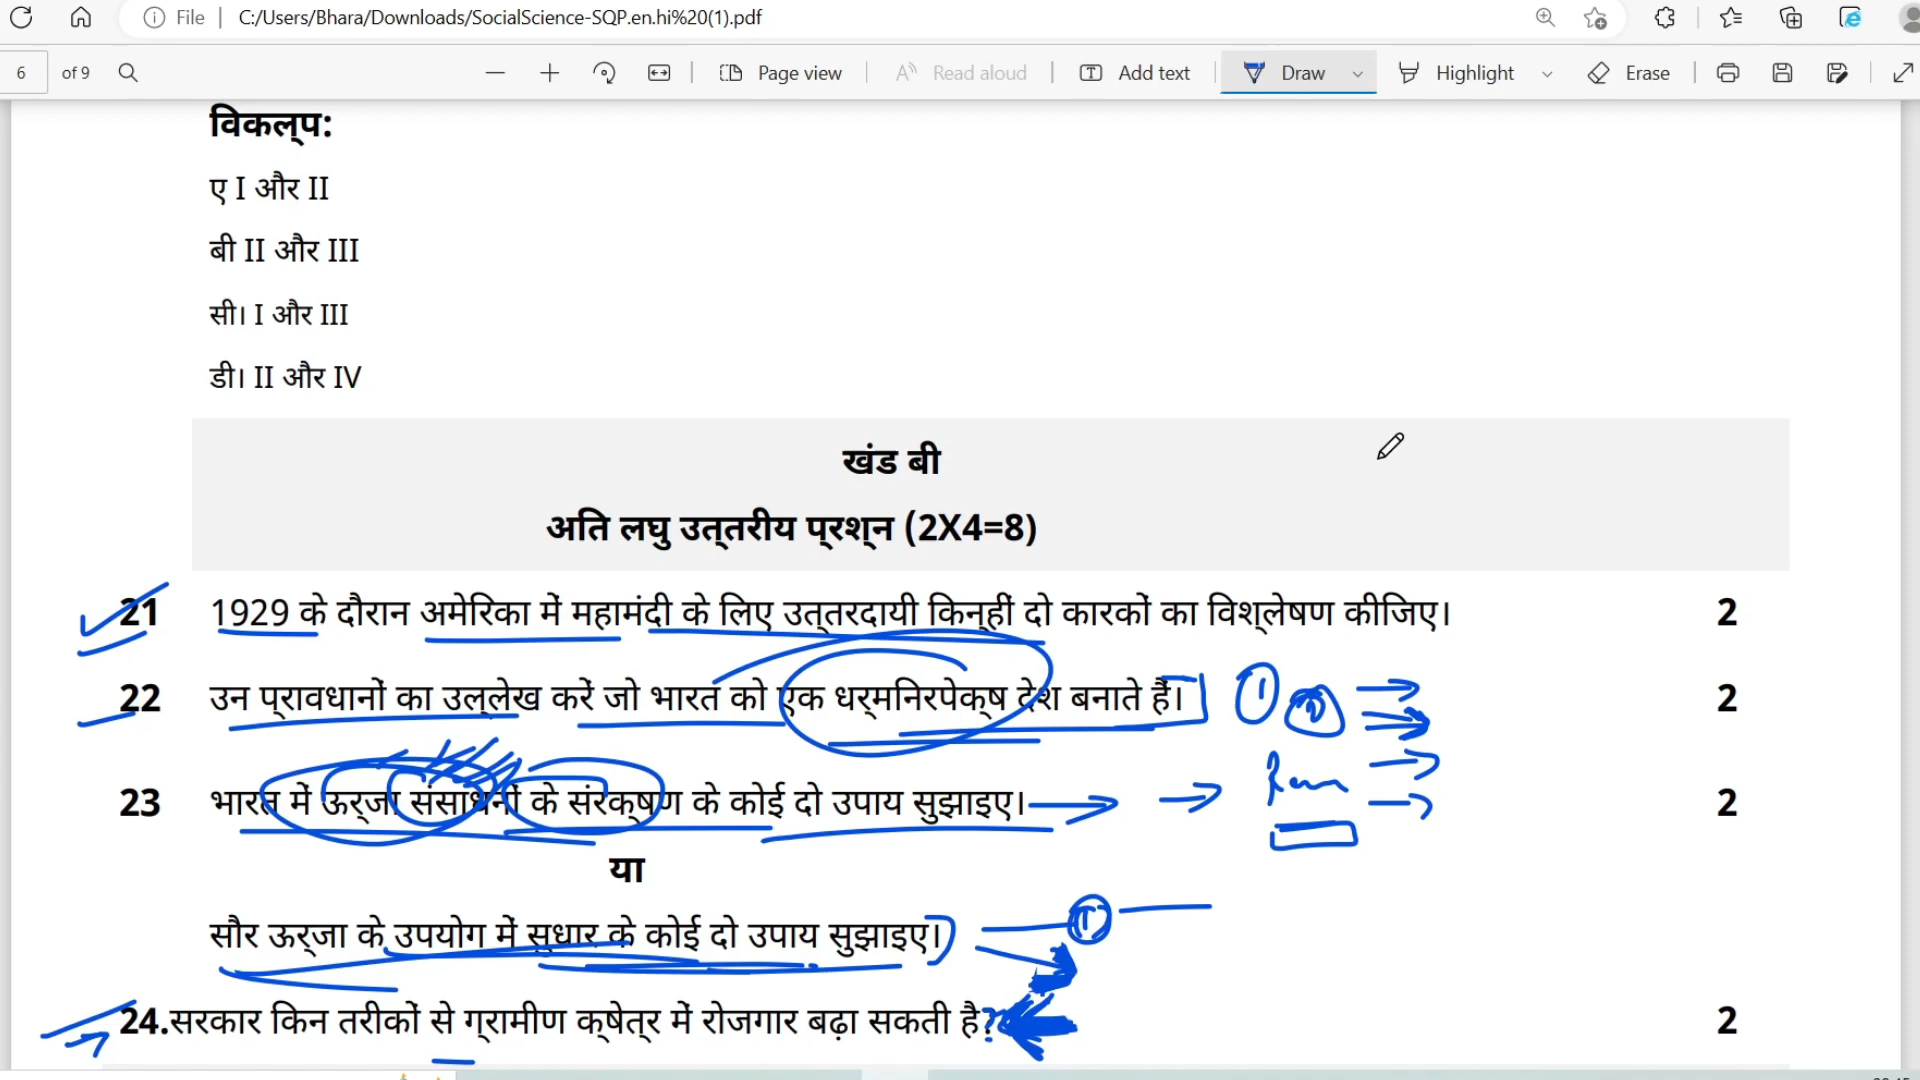 File | C:/Users/Bhara/Downloads/SocialScience-SQP.en.hi%20(1).pdf
6 of 9 Page view Read aloud Add text Draw Highlight Erase
विकल्प:
ए I और II
बी II और III
सी। I और III
डी। II और IV
खंड बी
अति लघु उत्तरीय प्रश्न (2X4=8)
21 1929 के दौरान अमेरिका में महामंदी के लिए उत्तरदायी किन्हीं दो कारकों का विश्लेषण कीजिए। 2
22 उन प्रावधानों का उल्लेख करें जो भारत को एक धर्मनिरपेक्ष देश बनाते हैं। 2
23 भारत में ऊर्जा संसाधनों के संरक्षण के कोई दो उपाय सुझाइए। 2
या
सौर ऊर्जा के उपयोग में सुधार के कोई दो उपाय सुझाइए।
24.सरकार किन तरीकों से ग्रामीण क्षेत्र में रोजगार बढ़ा सकती है? 2